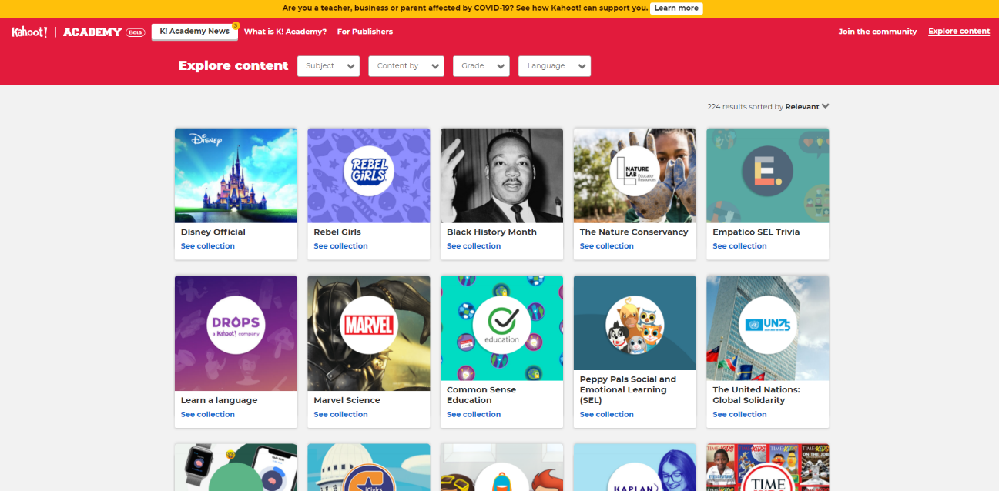 Are you a teacher, business or parent affected by COVID-19? See how Kahoot! can support you. Learn more
Kahoot! ACADEMY Beta K! Academy News 3 What is K! Academy? For Publishers Join the community Explore content
Explore content Subject Content by Grade Language
224 results sorted by Relevant
Disney
REBEL GIRLS
NATURE LAB Educator Resources
E.
Disney Official
Rebel Girls
Black History Month
The Nature Conservancy
Empatico SEL Trivia
See collection
See collection
See collection
See collection
See collection
DROPS
a Kahoot! company
MARVEL
education
UN75
Learn a language
Marvel Science
Common Sense
Education
Peppy Pals Social and
Emotional Learning
(SEL)
The United Nations:
Global Solidarity
See collection
See collection
See collection
See collection
See collection
iCivics
KAPLAN
TIME